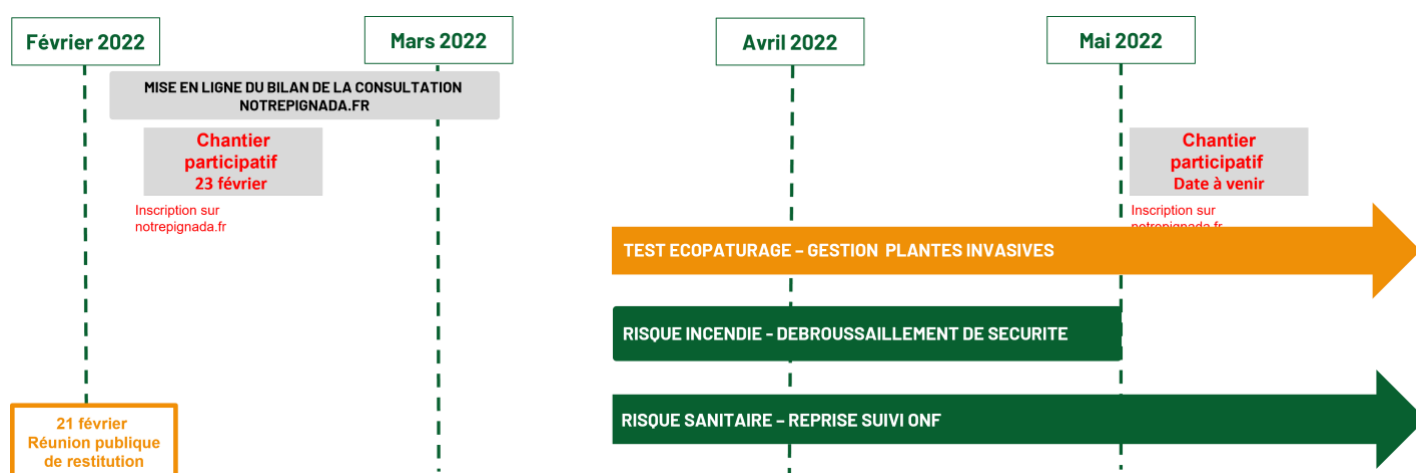 Février 2022
Mars 2022
Avril 2022
Mai 2022
MISE EN LIGNE DU BILAN DE LA CONSULTATION
NOTREPIGNADA.FR
Chantier
participatif
23 février
Inscription sur
notrepignada.fr
Chantier
participatif
Date à venir
Inscription sur
notrepignada.fr
TEST ECOPATURAGE – GESTION PLANTES INVASIVES
RISQUE INCENDIE - DEBROUSSAILLEMENT DE SECURITE
RISQUE SANITAIRE – REPRISE SUIVI ONF
21 février
Réunion publique
de restitution